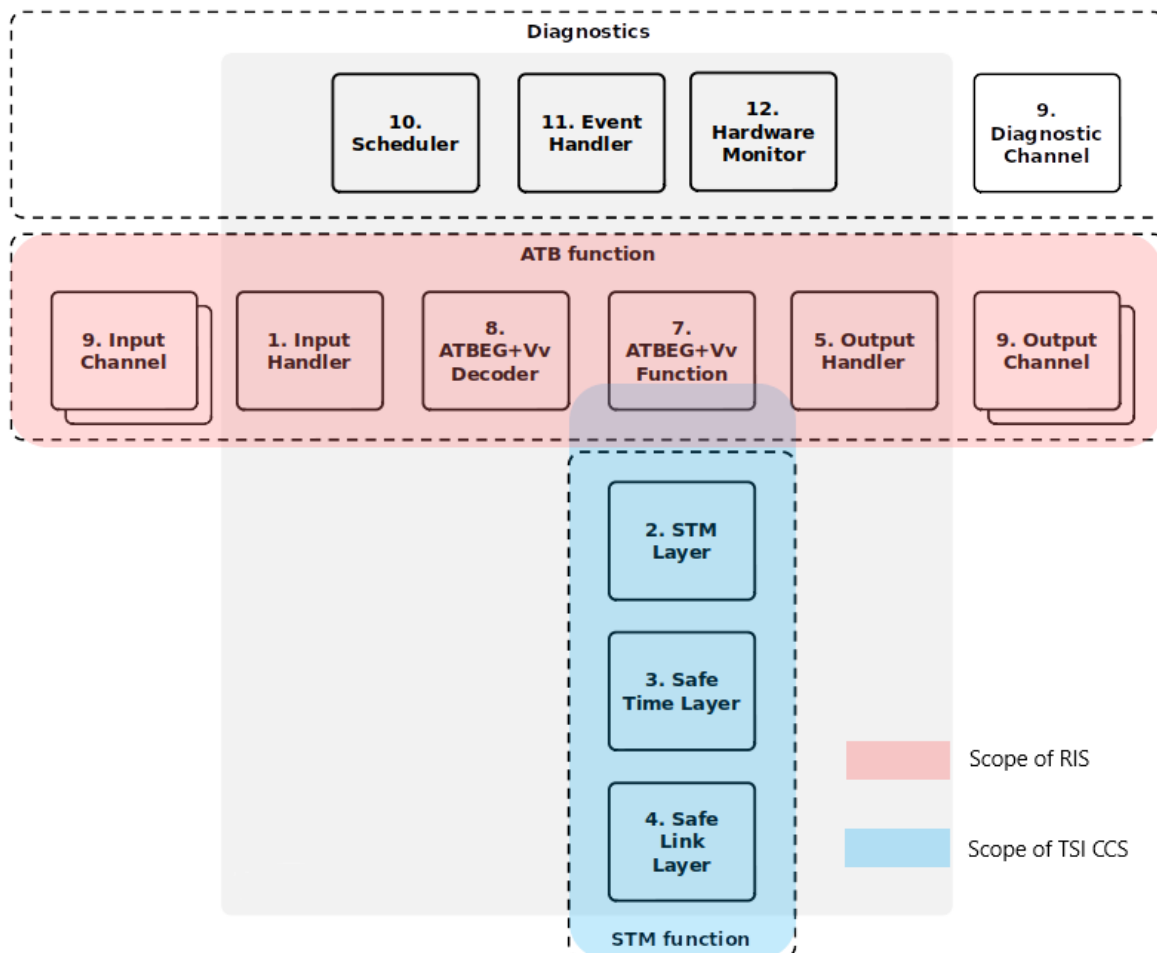 Diagnostics
10.
Scheduler
11. Event
Handler
12.
Hardware
Monitor
9.
Diagnostic
Channel
ATB function
9. Input
Channel
1. Input
Handler
8.
ATBEG+Vv
Decoder
7.
ATBEG+Vv
Function
5. Output
Handler
9. Output
Channel
2. STM
Layer
3. Safe
Time Layer
4. Safe
Link
Layer
Scope of RIS
Scope of TSI CCS
STM function